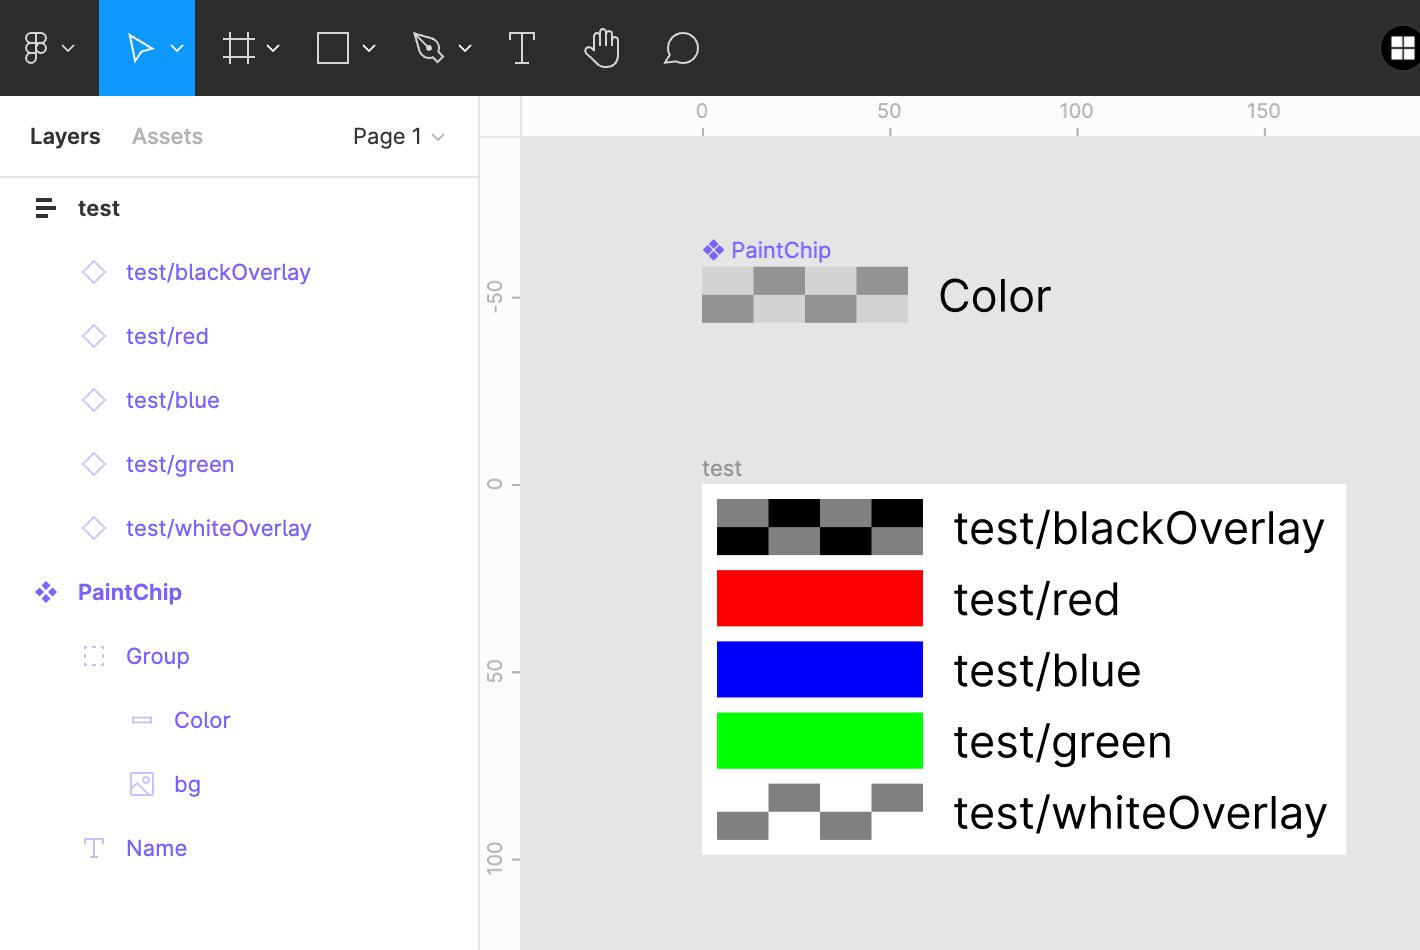 Layers Assets Page 1
test
test/blackOverlay
test/red
test/blue
test/green
test/whiteOverlay
PaintChip
Group
Color
bg
Name
0 50 100 150
-50
0
50
100
PaintChip
Color
test
test/blackOverlay
test/red
test/blue
test/green
test/whiteOverlay